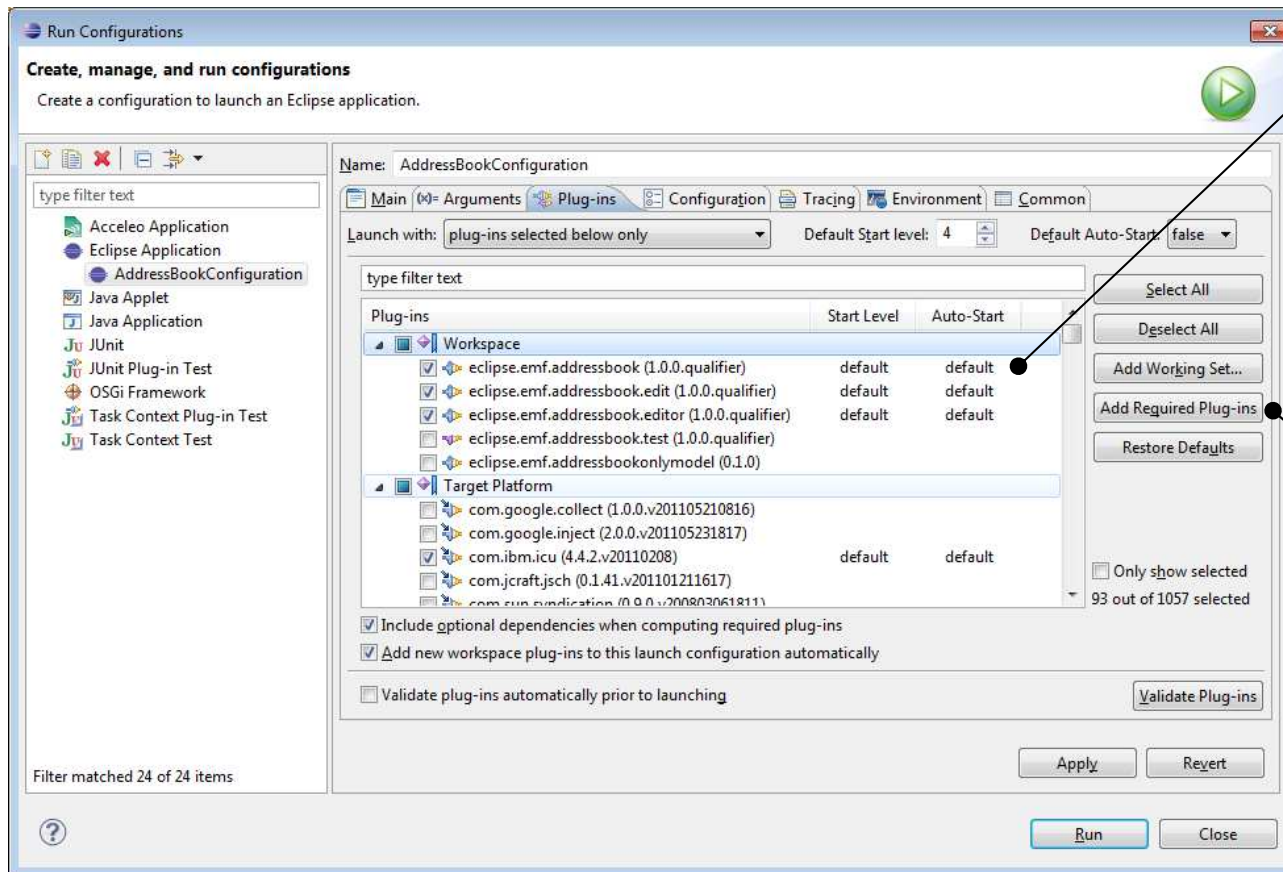 Run Configurations
Create, manage, and run configurations
Create a configuration to launch an Eclipse application.
type filter text
Acceleo Application
Eclipse Application
AddressBookConfiguration
Java Applet
Java Application
JUnit
JUnit Plug-in Test
OSGi Framework
Task Context Plug-in Test
Task Context Test
Filter matched 24 of 24 items
Name: AddressBookConfiguration
Main (x)= Arguments Plug-ins Configuration Tracing Environment Common
Launch with: plug-ins selected below only Default Start level: 4 Default Auto-Start: false
type filter text
Plug-ins Start Level Auto-Start
Workspace
eclipse.emf.addressbook (1.0.0.qualifier) default default
eclipse.emf.addressbook.edit (1.0.0.qualifier) default default
eclipse.emf.addressbook.editor (1.0.0.qualifier) default default
eclipse.emf.addressbook.test (1.0.0.qualifier)
eclipse.emf.addressbookonlymodel (0.1.0)
Target Platform
com.google.collect (1.0.0.v201105210816)
com.google.inject (2.0.0.v201105231817)
com.ibm.icu (4.4.2.v20110208) default default
com.jcraft.jsch (0.1.41.v201101211617)
com.sun.syndication (0.9.0.v200803061811)
Select All
Deselect All
Add Working Set...
Add Required Plug-ins
Restore Defaults
Only show selected
93 out of 1057 selected
Include optional dependencies when computing required plug-ins
Add new workspace plug-ins to this launch configuration automatically
Validate plug-ins automatically prior to launching
Validate Plug-ins
Apply Revert
? Run Close